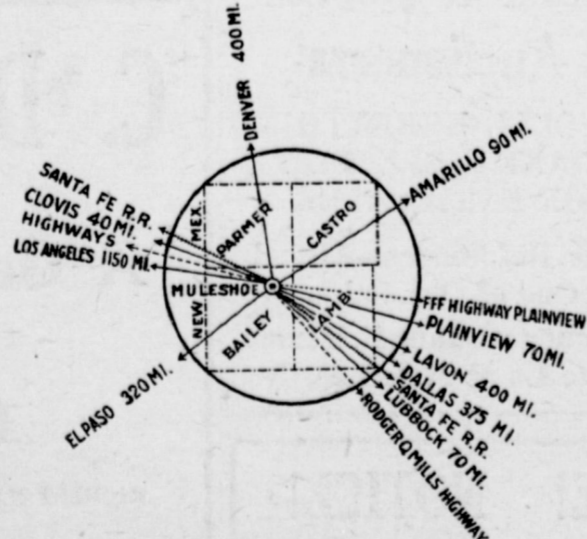 DENVER 400 MI.
AMARILLO 90 MI.
SANTA FE R.R.
CLOVIS 40 MI.
HIGHWAYS
LOS ANGELES 1150 MI.
NEW MEX.
PARMER
CASTRO
MULESHOE
BAILEY
LAMB
FFF HIGHWAY PLAINVIEW
PLAINVIEW 70 MI.
LAVON 400 MI.
DALLAS 375 MI.
SANTA FE R.R.
LUBBOCK 70 MI.
RODGER Q MILLS HIGHWAY
EL PASO 320 MI.